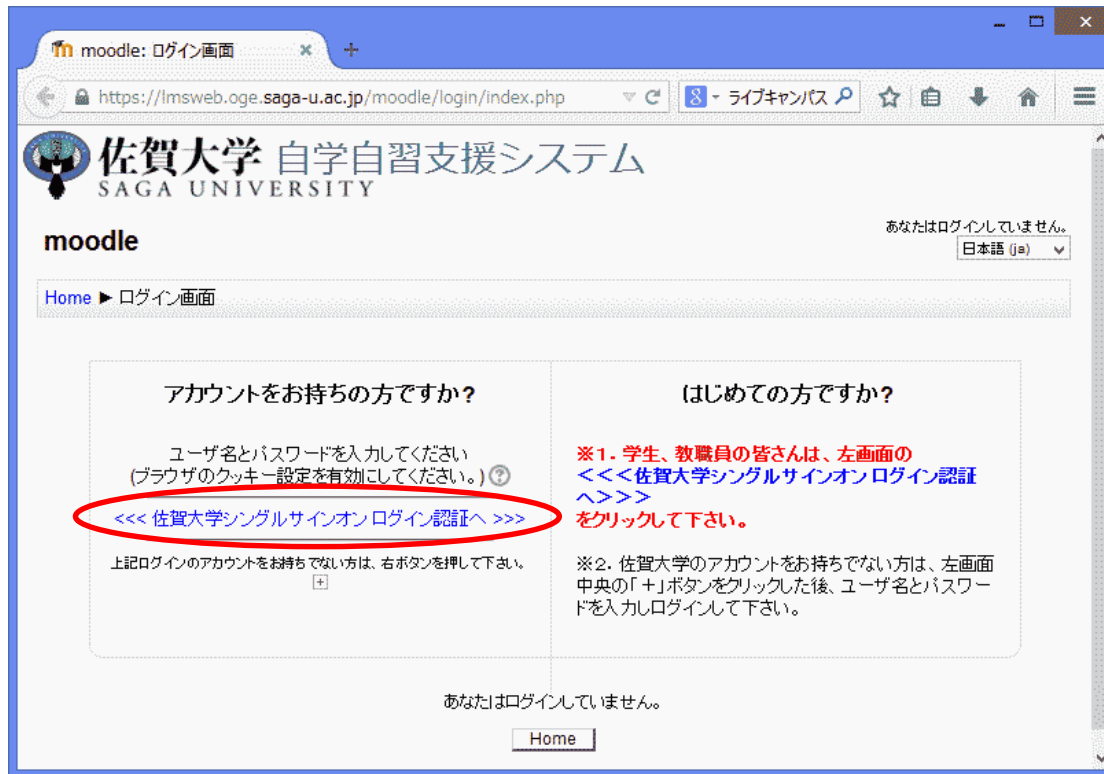 moodle: ログイン画面
https://lmsweb.oge.saga-u.ac.jp/moodle/login/index.php
8 ライブキャンパス
佐賀大学 自学自習支援システム
SAGA UNIVERSITY
あなたはログインしていません。
moodle
日本語 (ja)
Home ► ログイン画面
アカウントをお持ちの方ですか?
ユーザ名とパスワードを入力してください
(ブラウザのクッキー設定を有効にしてください。) ?
<<< 佐賀大学シングルサインオン ログイン認証へ >>>
上記ログインのアカウントをお持ちでない方は、右ボタンを押して下さい。
+
はじめての方ですか?
※1. 学生、教職員の皆さんは、左画面の
<<<佐賀大学シングルサインオン ログイン認証
へ>>>
をクリックして下さい。
※2. 佐賀大学のアカウントをお持ちでない方は、左画面
中央の「+」ボタンをクリックした後、ユーザ名とパスワー
ドを入力しログインして下さい。
あなたはログインしていません。
Home